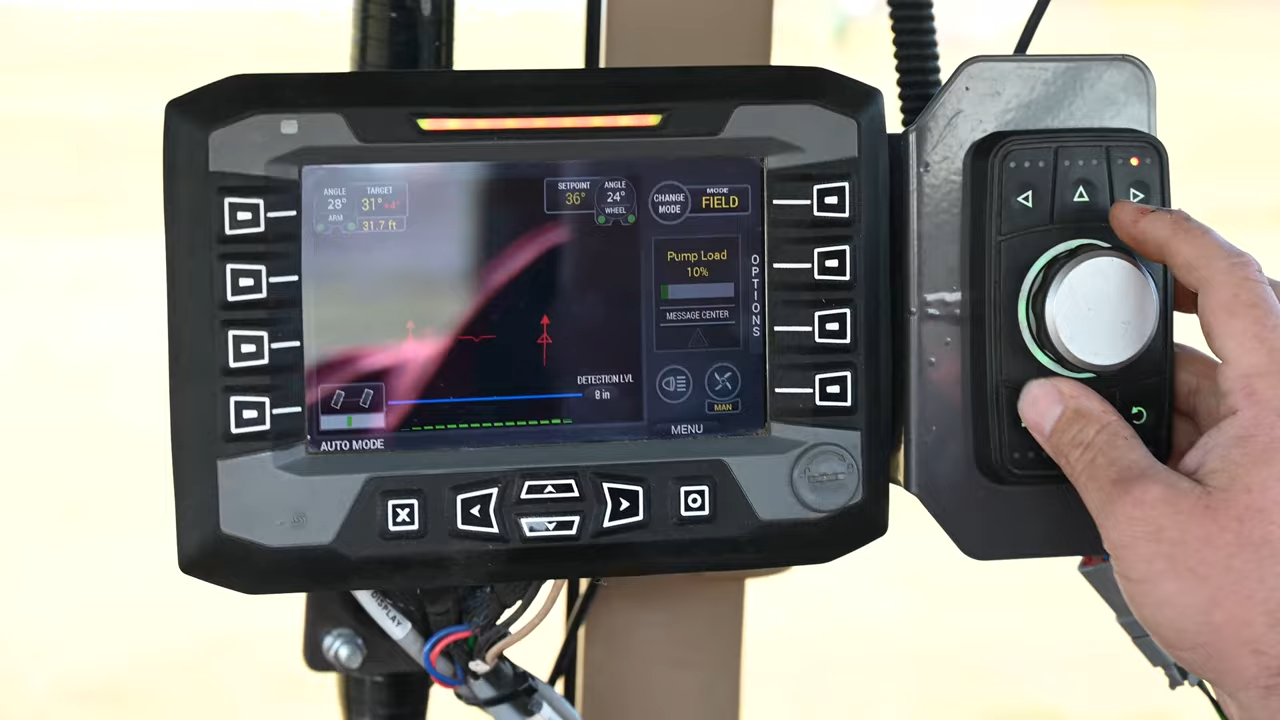 ANGLE
28°
ARM
TARGET
31° +4°
31.7 ft
SETPOINT
36°
ANGLE
24°
WHEEL
CHANGE
MODE
MODE
FIELD
Pump Load
10%
MESSAGE CENTER
OPTIONS
DETECTION LVL
8 in
MAN
MENU
AUTO MODE
DISPLAY